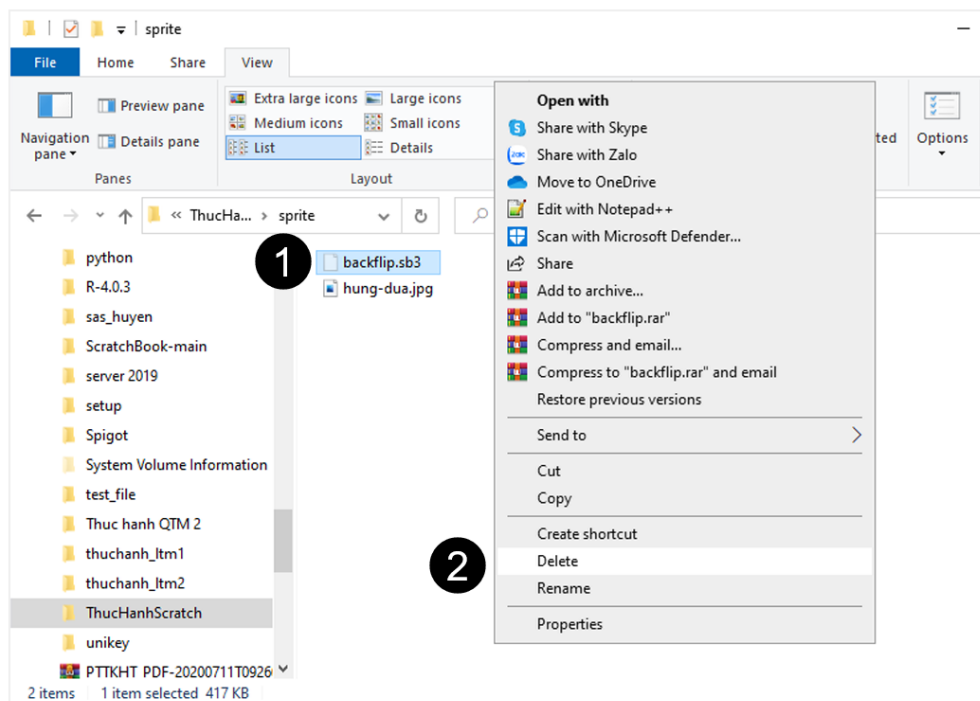 sprite
File Home Share View
Navigation pane
Preview pane
Details pane
Panes
Extra large icons Large icons
Medium icons Small icons
List Details
Layout
ted
Options
« ThucHa... > sprite
python
R-4.0.3
sas_huyen
ScratchBook-main
server 2019
setup
Spigot
System Volume Information
test_file
Thuc hanh QTM 2
thuchanh_ltm1
thuchanh_ltm2
ThucHanhScratch
unikey
PTTKHT PDF-20200711T0926
1
backflip.sb3
hung-dua.jpg
Open with
Share with Skype
Share with Zalo
Move to OneDrive
Edit with Notepad++
Scan with Microsoft Defender...
Share
Add to archive...
Add to "backflip.rar"
Compress and email...
Compress to "backflip.rar" and email
Restore previous versions
Send to
Cut
Copy
Create shortcut
2
Delete
Rename
Properties
2 items 1 item selected 417 KB